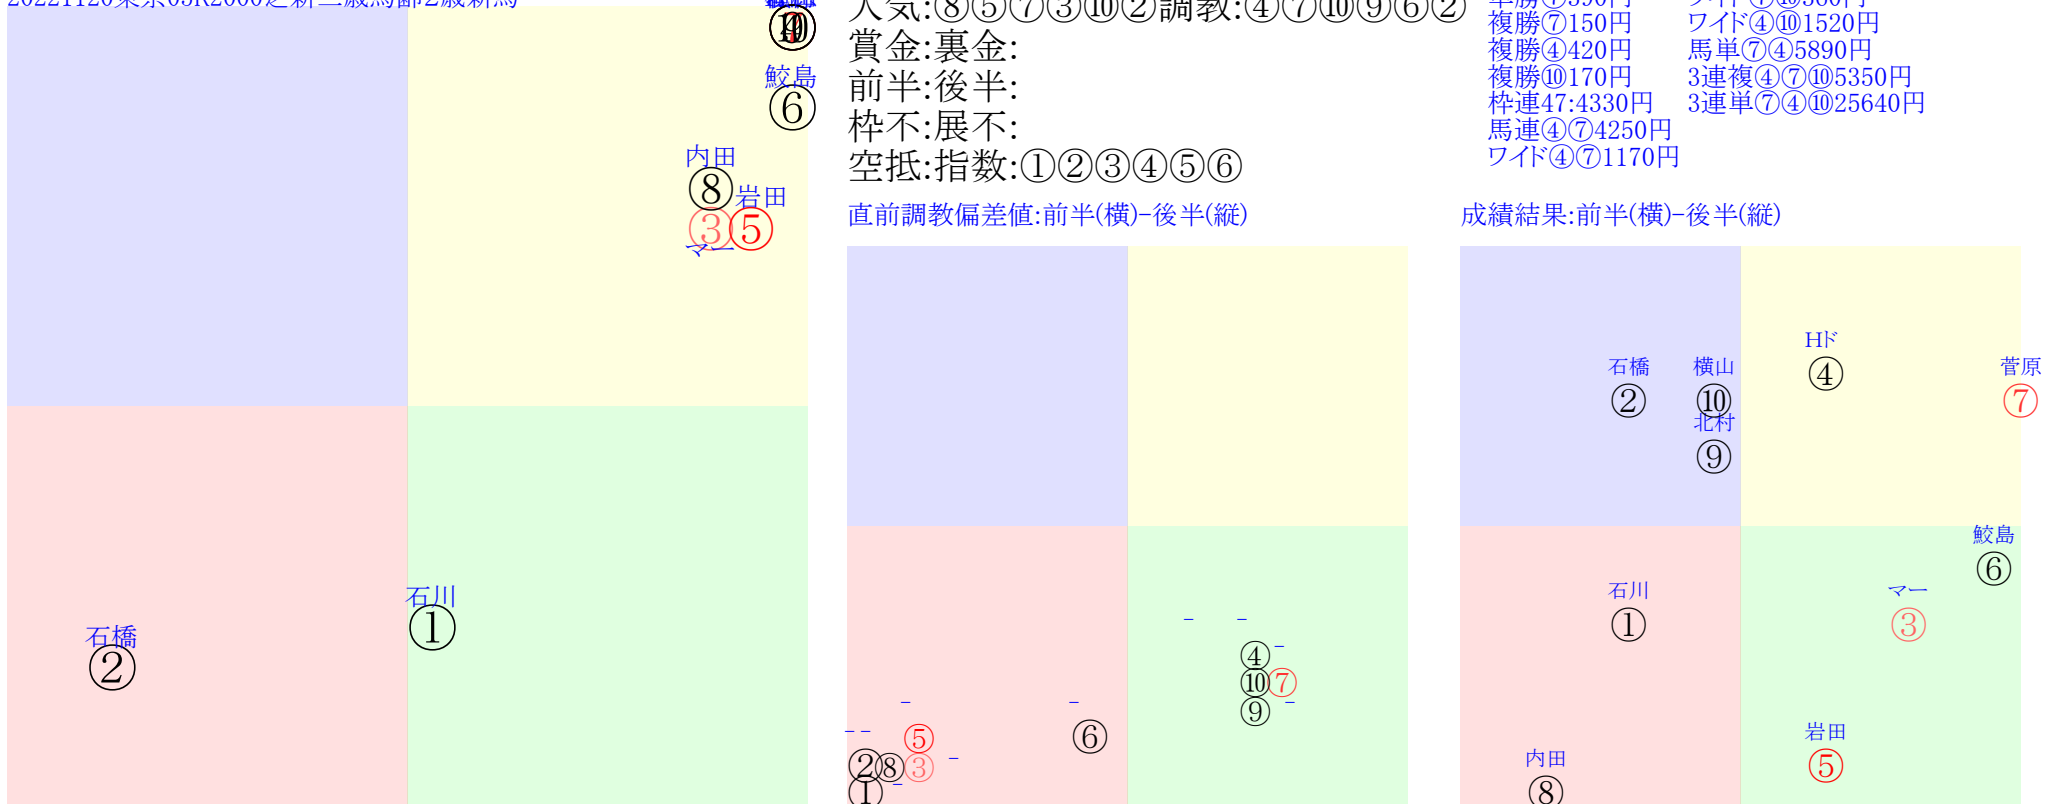 人気:⑧⑤⑦③⑩②調教:④⑦⑩⑨⑥②
賞金:裏金:
前半:後半:
枠不:展不:
空抵:指数:①②③④⑤⑥
複勝⑦150円
複勝④420円
複勝⑩170円
枠連47:4330円
馬連④⑦4250円
ワイド④⑦1170円
ワイド④⑩1520円
馬単⑦④5890円
3連複④⑦⑩5350円
3連単⑦④⑩25640円
鮫島
⑥
内田
⑧
岩田
③⑤
マー
石川
①
石橋
②
直前調教偏差値:前半(横)-後半(縦)
④
⑩⑦
⑨
⑥
⑤
②⑧③
①
成績結果:前半(横)-後半(縦)
Hド
④
石橋
②
横山
⑩
菅原
⑦
北村
⑨
鮫島
⑥
石川
①
マー
③
岩田
⑤
内田
⑧